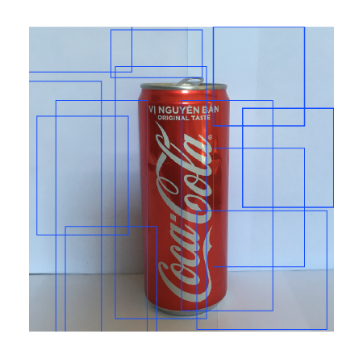 VỊ NGUYÊN BẢN
ORIGINAL TASTE
Coca-Cola